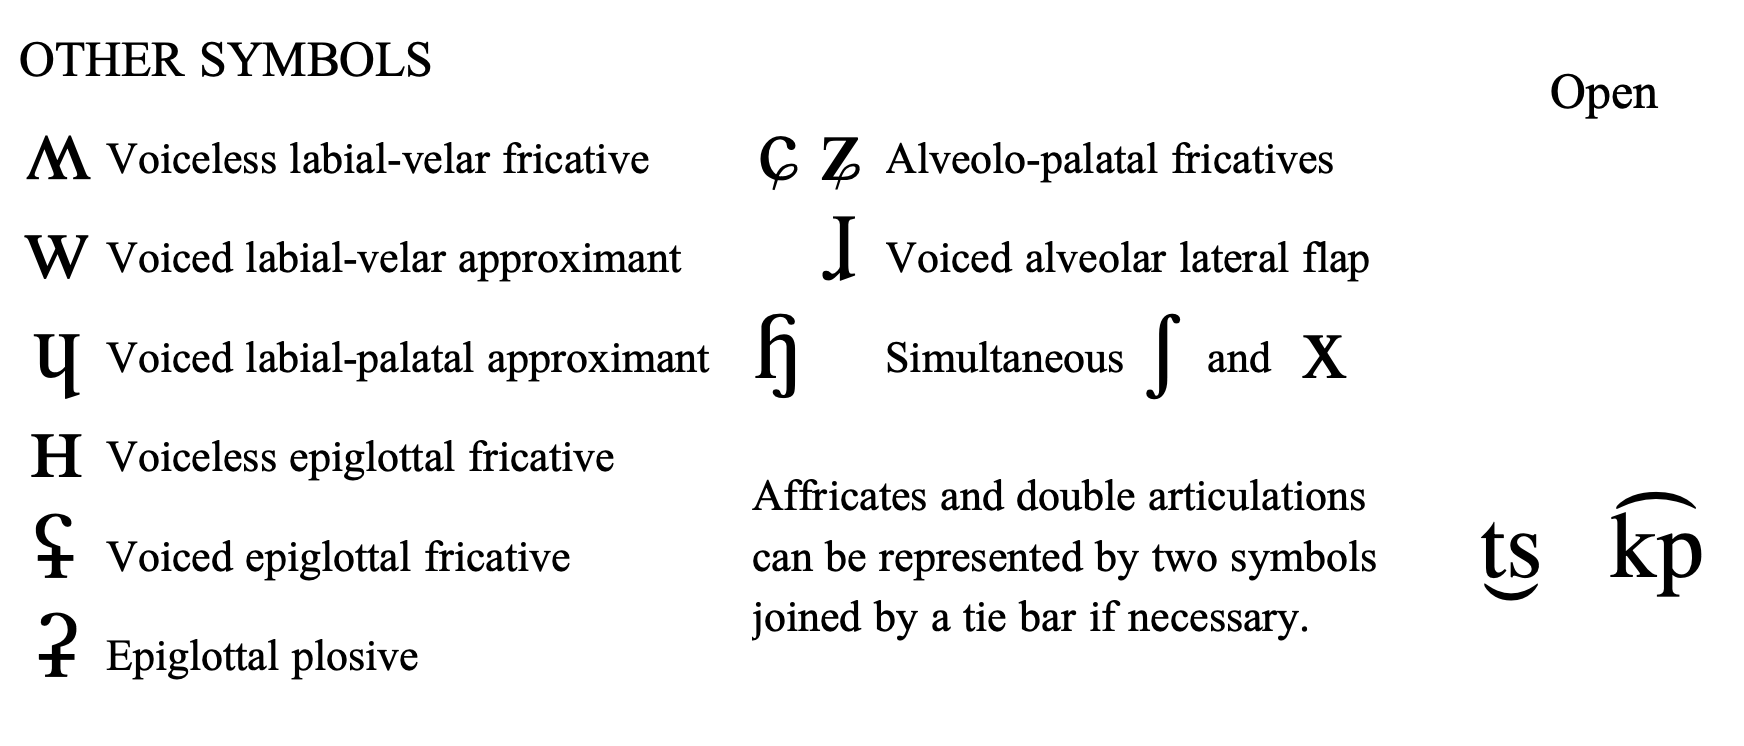 OTHER SYMBOLS
Open
ʍ Voiceless labial-velar fricative
ɕ ʑ Alveolo-palatal fricatives
w Voiced labial-velar approximant
ɺ Voiced alveolar lateral flap
ɥ Voiced labial-palatal approximant
ɧ Simultaneous ʃ and x
ʜ Voiceless epiglottal fricative
ʢ Voiced epiglottal fricative
ʡ Epiglottal plosive
Affricates and double articulations
can be represented by two symbols
joined by a tie bar if necessary.
t͜s k͡p